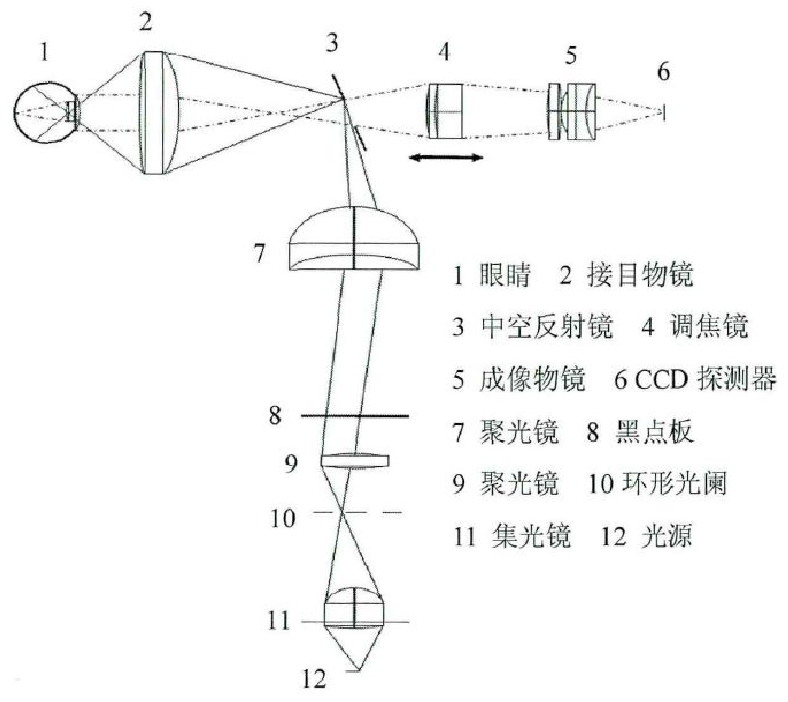 1
2
3
4
5
6
7
8
9
10
11
12
1 眼睛 2 接目物镜
3 中空反射镜 4 调焦镜
5 成像物镜 6 CCD 探测器
7 聚光镜 8 黑点板
9 聚光镜 10 环形光阑
11 集光镜 12 光源